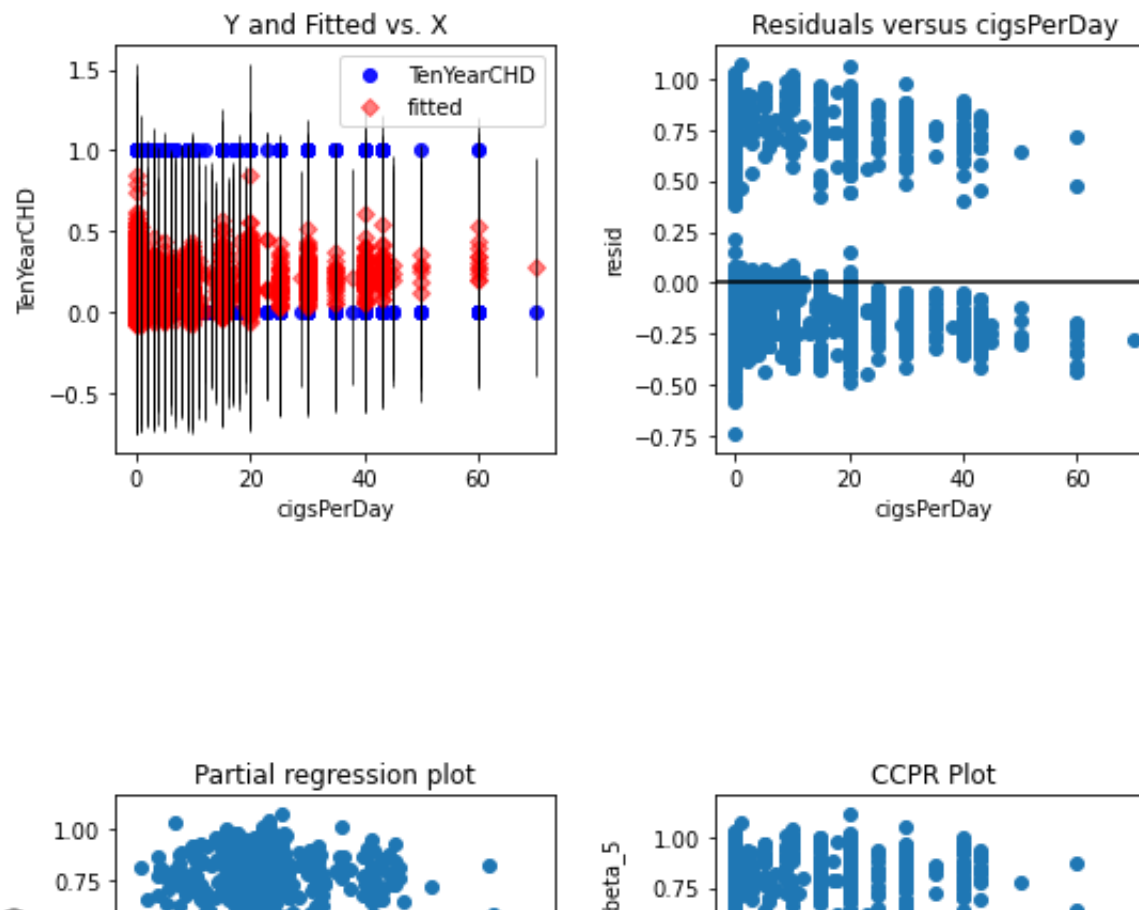 Y and Fitted vs. X
TenYearCHD
fitted
1.5
1.0
0.5
0.0
−0.5
TenYearCHD
0 20 40 60
cigsPerDay
Residuals versus cigsPerDay
1.00
0.75
0.50
0.25
0.00
−0.25
−0.50
−0.75
resid
0 20 40 60
cigsPerDay
Partial regression plot
1.00
0.75
CCPR Plot
1.00
0.75
beta_5